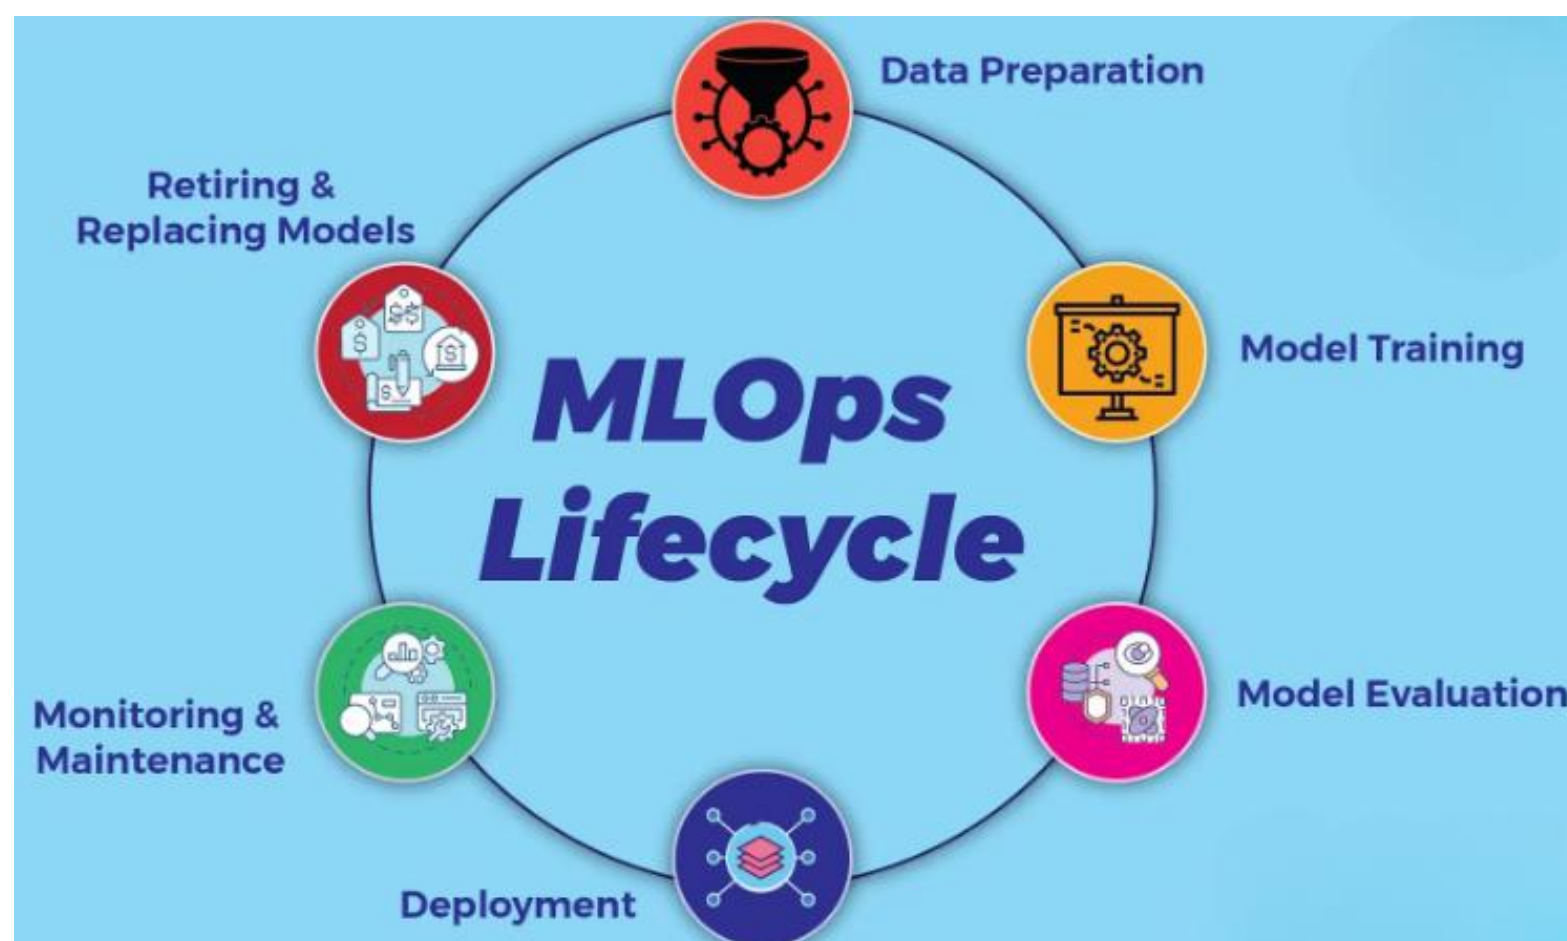 Data Preparation
Retiring &
Replacing Models
Model Training
MLOps
Lifecycle
Model Evaluation
Monitoring &
Maintenance
Deployment